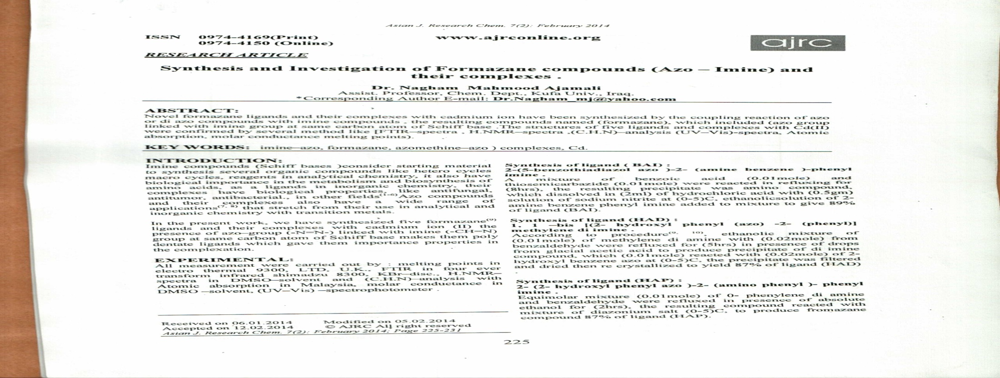 Asian J. Research Chem. 7(2): February 2014
ISSN 0974-4169(Print)
0974-4150 (Online)
www.ajrconline.org
ajrc
RESEARCH ARTICLE
Synthesis and Investigation of Formazane compounds (Azo – Imine) and
their complexes .
Dr. Nagham Mahmood Ajamali
Assist. Professor, Chem. Dept., Kufa Univ., Iraq.
*Corresponding Author E-mail: Dr.Nagham_mj@yahoo.com
ABSTRACT:
Novel formazane ligands and their complexes with cadmium ion have been synthesized by the coupling reaction of azo
or di azo compounds with imine compounds , the resulting compounds named (formazane), which included (azo group
linked with imine group at same carbon atom of Schiff base .The structures of five ligands and complexes with Cd(II)
were confirmed by several method like [FTIR–spectra , H.NMR–spectra ,(C.H.N)–analysis (UV–Vis)-spectra, Atomic
absorption, molar conductance melting points).
KEY WORDS: imine–azo, formazane, azomethine–azo ) complexes, Cd.
INTRODUCTION:
Imine compounds (Schiff bases )consider starting material
to synthesis several organic compounds like hetero cycles
macro cycles, reagents in analytical chemistry, it also have
biological importance in the metabolism and biosynthesis of
amino acids, as a ligands in inorganic chemistry, their
complexes have biological properties, like antifungal,
antitumor, antibacterial., in other fields(1-6)Azo compounds
and their complexes also have a wide range of
applications(7, 8) that stretch from their use in analytical and
inorganic chemistry with transition metals.
In the present work, we have synthesized five formazane(9)
ligands and their complexes with cadmium ion (II) the
presence of azo–group (-N=N-) linked with imine (-CH=N)
group at same carbon atom of Schiff base makes them poly
dentate ligands which gave them importance properties in
the complexation.
EXPERIMENTAL:
All measurement were carried out by : melting points in
electro thermal 9300, LTD, U.K., FTIR in four ever
transform infrared shimadzu 8300, KBr–disc., H.NMR–
spectra in DMSO–solvent and (C.H.N)–analysis with
Atomic absorption in Malaysia, molar conductance in
DMSO –solvent, (UV–Vis) –spectrophotometer .
Received on 06.01.2014 Modified on 05.02.2014
Accepted on 12.02.2014 © AJRC All right reserved
Asian J. Research Chem. 7(2): February 2014; Page 225-231
Synthesis of ligand ( BAI) :
2-(5-benzothiadiazol azo )-2- (amine benzene )-phenyl
imine .
A mixture of benzoic acid (0.01mole) and
thiosemicarbazide (0.01mole) were reacted in refluxing for
(8hrs), the resulting precipitate was amino compound,
which dissolved in (2ml) of hydrochloric acid with (0.5gm)
solution of sodium nitrite at (0-5)C, ethanolicsolution of 2-
amine benzene phenyl imine added to mixture to give 89%
of ligand (BAI).
Synthesis of ligand (HAD) :
1, 1 –bis [(2- hydroxyl phenyl (azo) -2- (phenyl)]
methylene di imine .
According to procedure(9, 10), ethanolic mixture of
(0.01mole) of methylene di amine with (0.02mole) from
benzaldehyde were refluxed for (5hrs) in presence of drops
from glacial acetic acid to produce precipitate of di imine
compound, which (0.01mole) reacted with (0.02mole) of 2-
hydroxyl benzene azo at (0-5)C, the precipitate was filtered
and dried then re crystallized to yield 87% of ligand (HAD)
.
Synthesis of ligand (HAP) :
2- (2- hydroxyl phenyl azo )-2- (amino phenyl )- phenyl
imine .
Equimolar mixture (0.01mole) of 0- phenylene di amine
and benzaldehyde were refluxed in presence of absolute
ethanol for (2hrs), the resulting compound reacted with
mixture of diazonium salt (0-5)C, to produce fromazane
compound 87% of ligand (HAP).
225